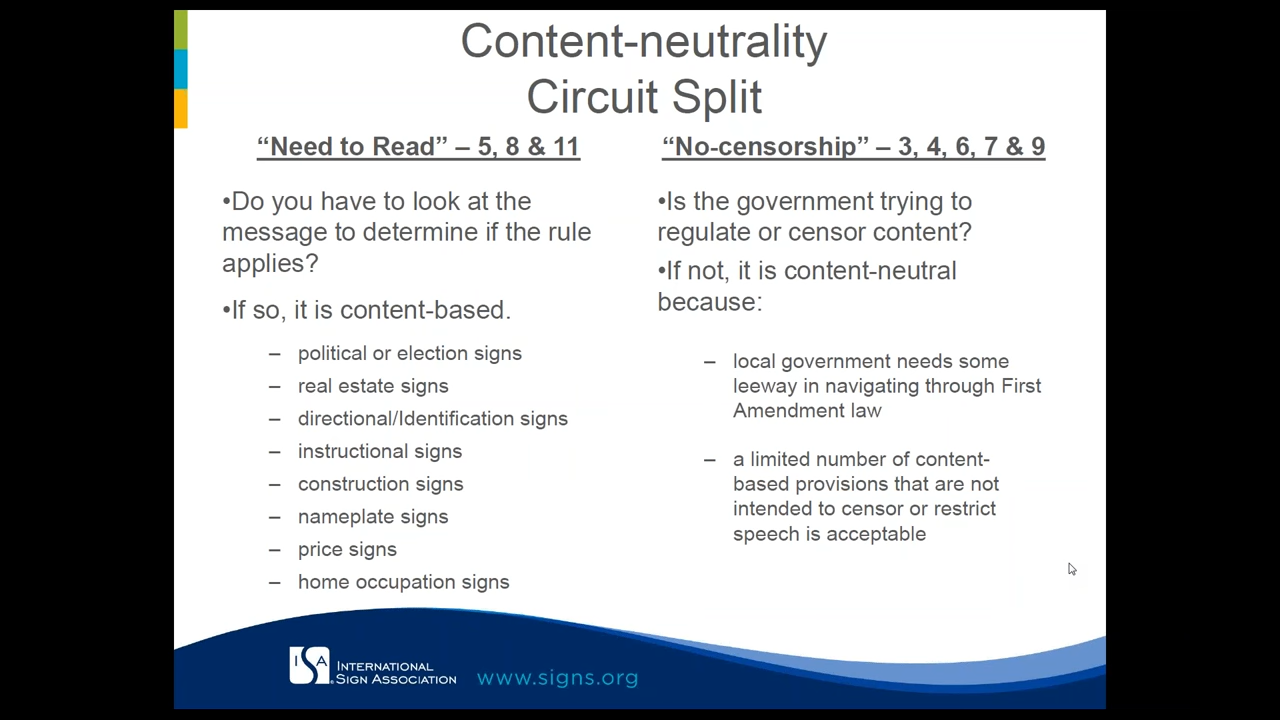 Content-neutrality
Circuit Split
“Need to Read” – 5, 8 & 11
•Do you have to look at the
message to determine if the rule
applies?
•If so, it is content-based.
– political or election signs
– real estate signs
– directional/Identification signs
– instructional signs
– construction signs
– nameplate signs
– price signs
– home occupation signs
“No-censorship” – 3, 4, 6, 7 & 9
•Is the government trying to
regulate or censor content?
•If not, it is content-neutral
because:
– local government needs some
leeway in navigating through First
Amendment law
– a limited number of content-
based provisions that are not
intended to censor or restrict
speech is acceptable
ISA
INTERNATIONAL
SIGN ASSOCIATION
www.signs.org